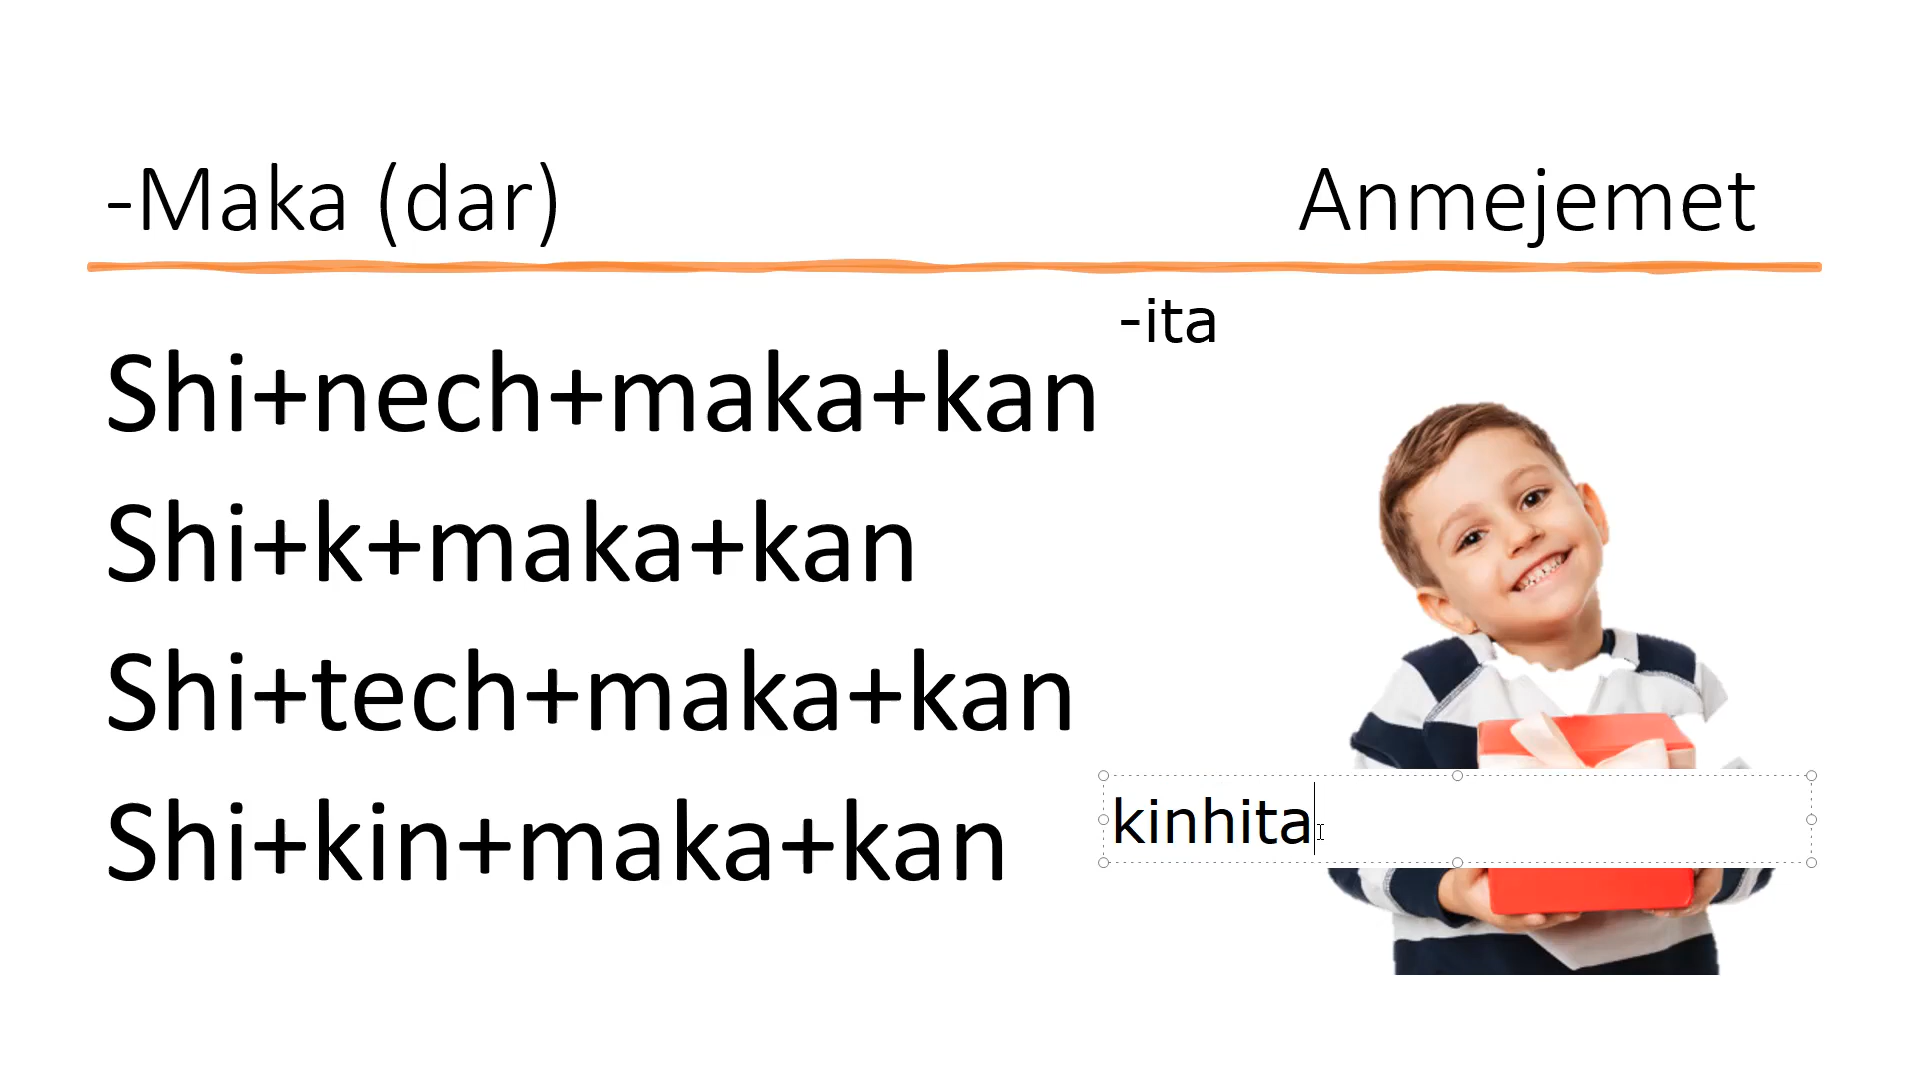 -Maka (dar)
Anmejemet
-ita
Shi+nech+maka+kan
Shi+k+maka+kan
Shi+tech+maka+kan
Shi+kin+maka+kan
kinhita